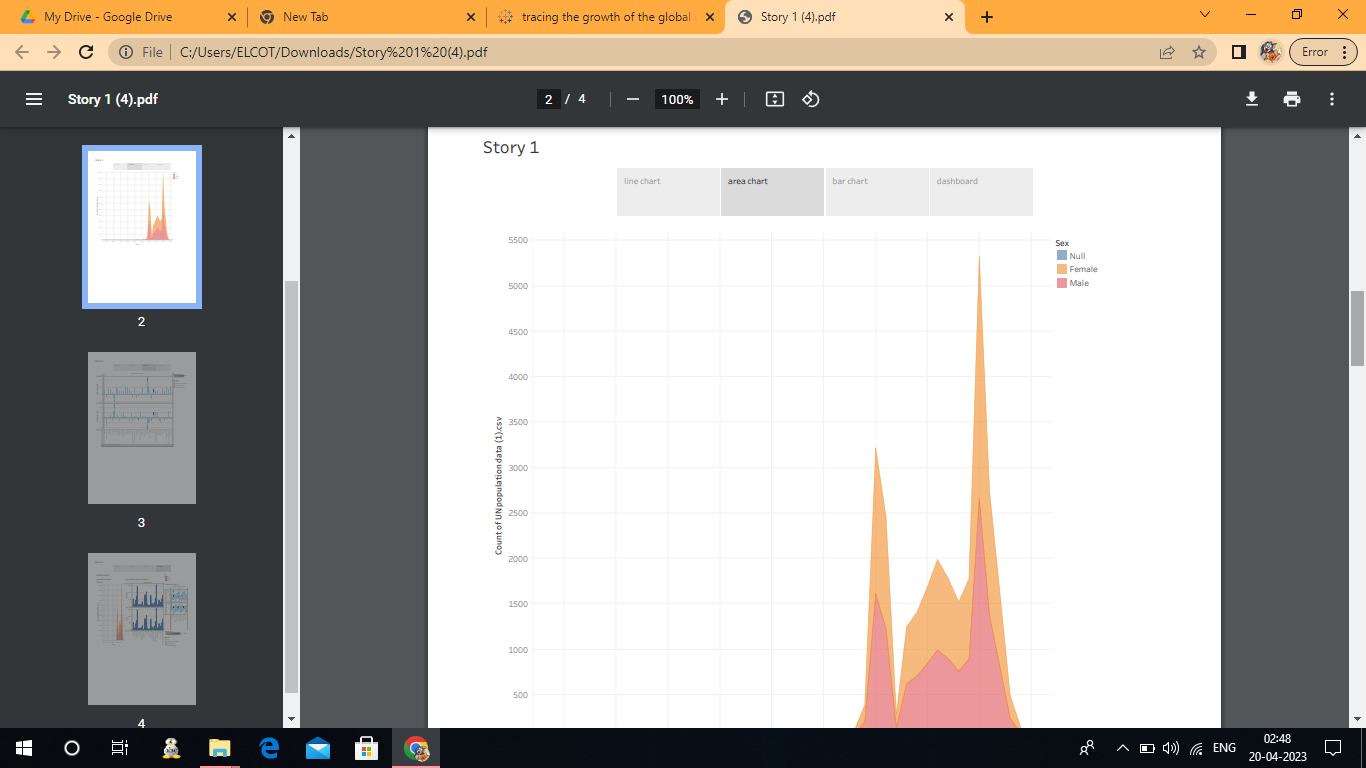 My Drive - Google Drive
New Tab
tracing the growth of the global
Story 1 (4).pdf
File
C:/Users/ELCOT/Downloads/Story%201%20(4).pdf
Error
Story 1 (4).pdf
2 / 4
100%
2
3
4
Story 1
line chart
area chart
bar chart
dashboard
Sex
Null
Female
Male
5500
5000
4500
4000
3500
3000
2500
2000
1500
1000
500
Count of UNpopulationdata (1).csv
ENG
02:48
20-04-2023